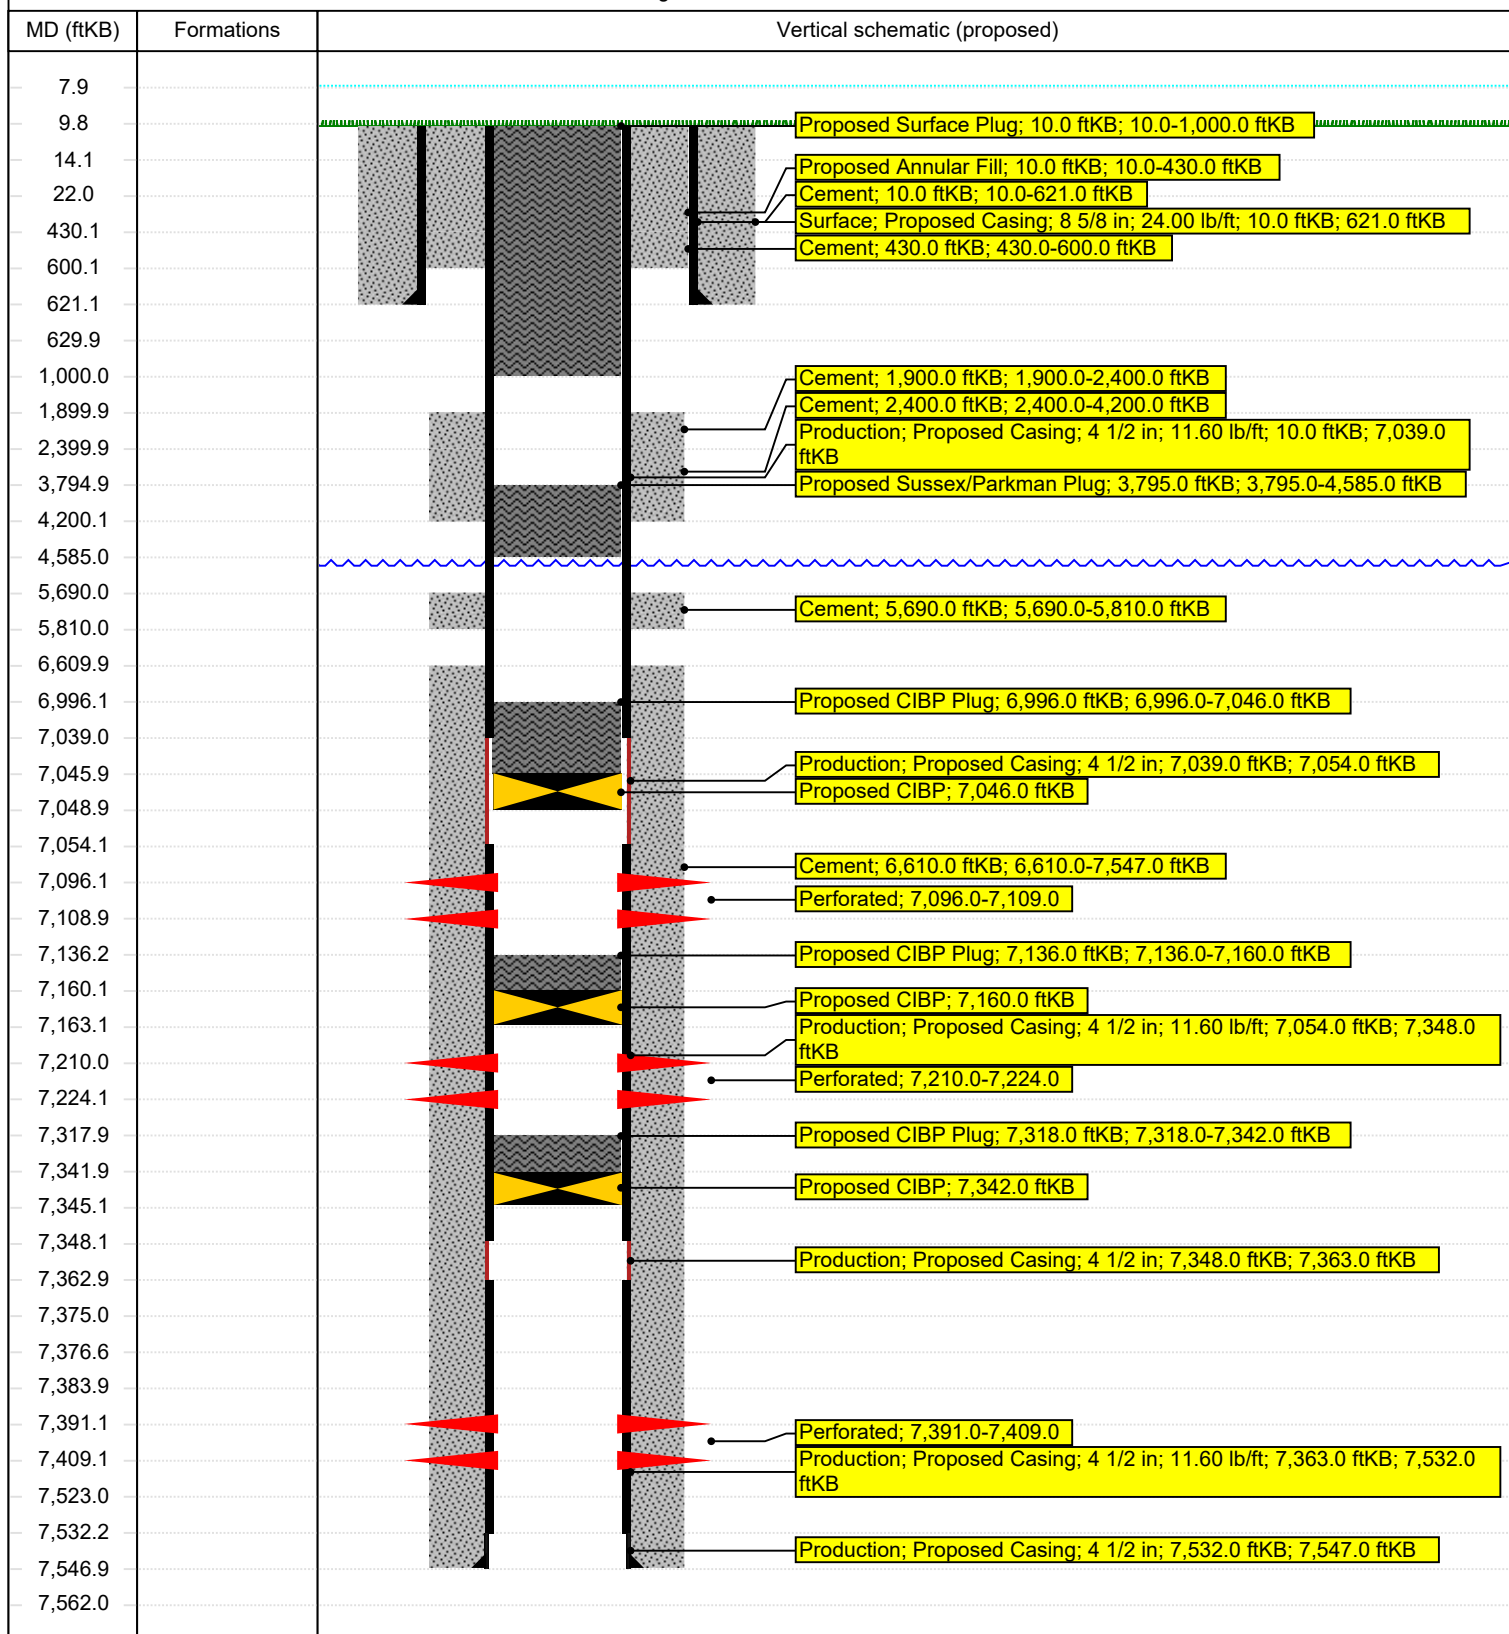 MD (ftKB)
Formations
Vertical schematic (proposed)
7.9
9.8
14.1
22.0
430.1
600.1
621.1
629.9
1,000.0
1,899.9
2,399.9
3,794.9
4,200.1
4,585.0
5,690.0
5,810.0
6,609.9
6,996.1
7,039.0
7,045.9
7,048.9
7,054.1
7,096.1
7,108.9
7,136.2
7,160.1
7,163.1
7,210.0
7,224.1
7,317.9
7,341.9
7,345.1
7,348.1
7,362.9
7,375.0
7,376.6
7,383.9
7,391.1
7,409.1
7,523.0
7,532.2
7,546.9
7,562.0
Proposed Surface Plug; 10.0 ftKB; 10.0-1,000.0 ftKB
Proposed Annular Fill; 10.0 ftKB; 10.0-430.0 ftKB
Cement; 10.0 ftKB; 10.0-621.0 ftKB
Surface; Proposed Casing; 8 5/8 in; 24.00 lb/ft; 10.0 ftKB; 621.0 ftKB
Cement; 430.0 ftKB; 430.0-600.0 ftKB
Cement; 1,900.0 ftKB; 1,900.0-2,400.0 ftKB
Cement; 2,400.0 ftKB; 2,400.0-4,200.0 ftKB
Production; Proposed Casing; 4 1/2 in; 11.60 lb/ft; 10.0 ftKB; 7,039.0
ftKB
Proposed Sussex/Parkman Plug; 3,795.0 ftKB; 3,795.0-4,585.0 ftKB
Cement; 5,690.0 ftKB; 5,690.0-5,810.0 ftKB
Proposed CIBP Plug; 6,996.0 ftKB; 6,996.0-7,046.0 ftKB
Production; Proposed Casing; 4 1/2 in; 7,039.0 ftKB; 7,054.0 ftKB
Proposed CIBP; 7,046.0 ftKB
Cement; 6,610.0 ftKB; 6,610.0-7,547.0 ftKB
Perforated; 7,096.0-7,109.0
Proposed CIBP Plug; 7,136.0 ftKB; 7,136.0-7,160.0 ftKB
Proposed CIBP; 7,160.0 ftKB
Production; Proposed Casing; 4 1/2 in; 11.60 lb/ft; 7,054.0 ftKB; 7,348.0
ftKB
Perforated; 7,210.0-7,224.0
Proposed CIBP Plug; 7,318.0 ftKB; 7,318.0-7,342.0 ftKB
Proposed CIBP; 7,342.0 ftKB
Production; Proposed Casing; 4 1/2 in; 7,348.0 ftKB; 7,363.0 ftKB
Perforated; 7,391.0-7,409.0
Production; Proposed Casing; 4 1/2 in; 11.60 lb/ft; 7,363.0 ftKB; 7,532.0
ftKB
Production; Proposed Casing; 4 1/2 in; 7,532.0 ftKB; 7,547.0 ftKB